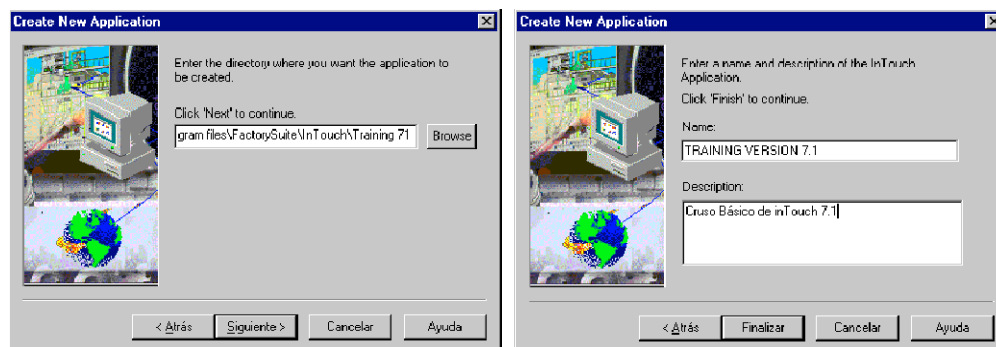 Create New Application
Enter the directory where you want the application to
be created.
Click 'Next' to continue.
gram files\FactorySuite\InTouch\Training 71
Browse
< Atrás
Siguiente >
Cancelar
Ayuda
Create New Application
Enter a name and description of the InTouch
Application.
Click 'Finish' to continue.
Name:
TRAINING VERSION 7.1
Description:
Cruso Básico de inTouch 7.1
< Atrás
Finalizar
Cancelar
Ayuda